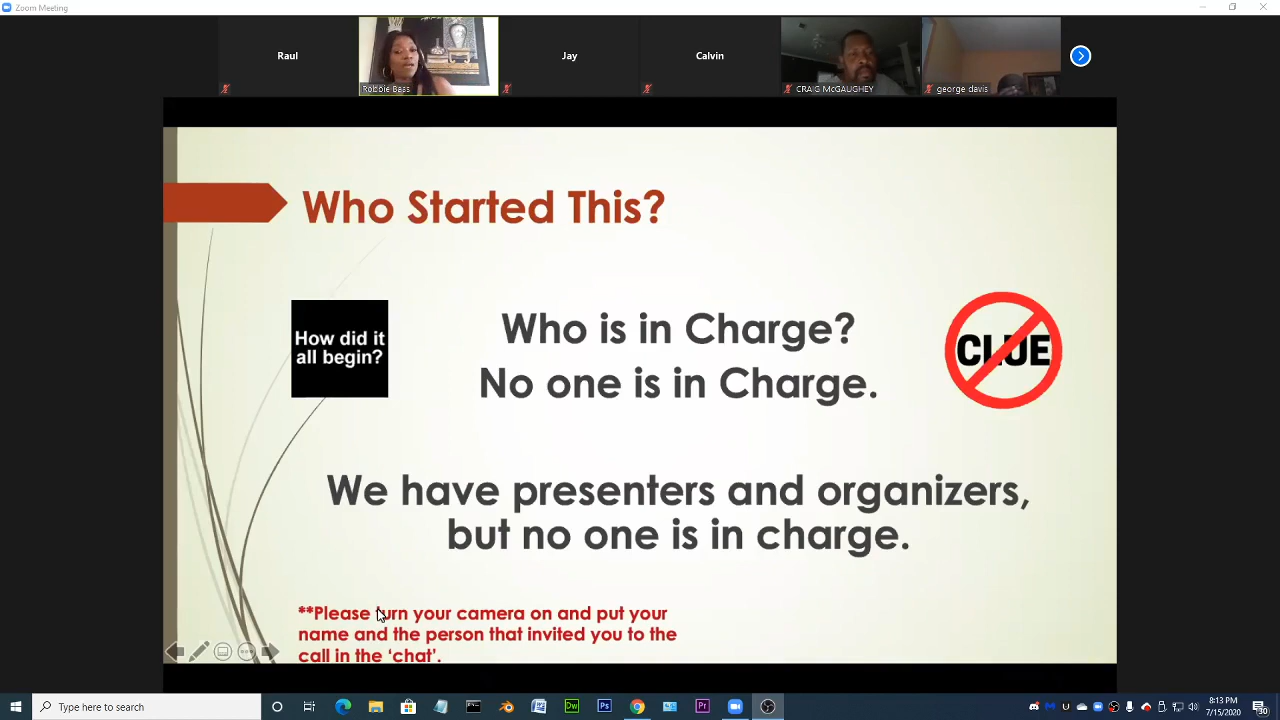 Zoom Meeting
Raul
Robbie Bass
Jay
Calvin
CRAIG McGAUGHEY
george davis
Who Started This?
How did it
all begin?
Who is in Charge?
No one is in Charge.
CLUE
We have presenters and organizers,
but no one is in charge.
**Please turn your camera on and put your
name and the person that invited you to the
call in the ‘chat’.
Type here to search
Dw
Ps
Pr
8:13 PM
7/15/2020